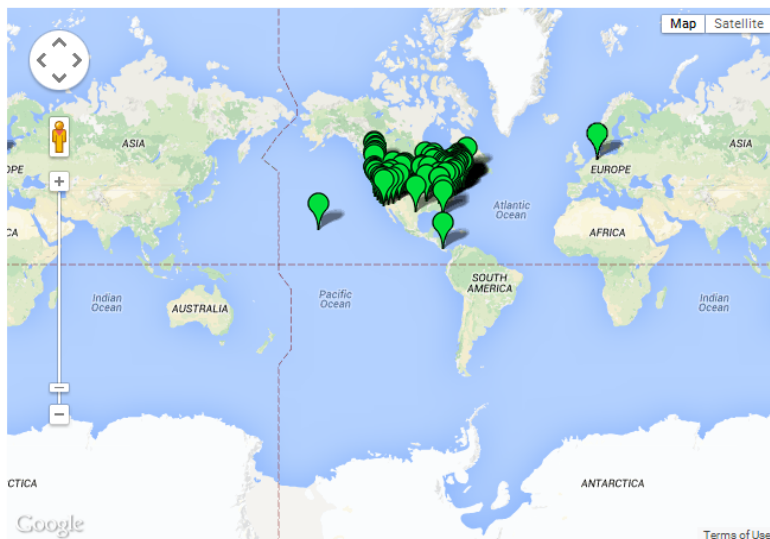 Map
Satellite
ASIA
ASIA
OPE
EUROPE
Atlantic
Ocean
CA
AFRICA
SOUTH
AMERICA
Indian
Ocean
Pacific
Ocean
Indian
Ocean
AUSTRALIA
CTICA
ANTARCTICA
Google
Terms of Use